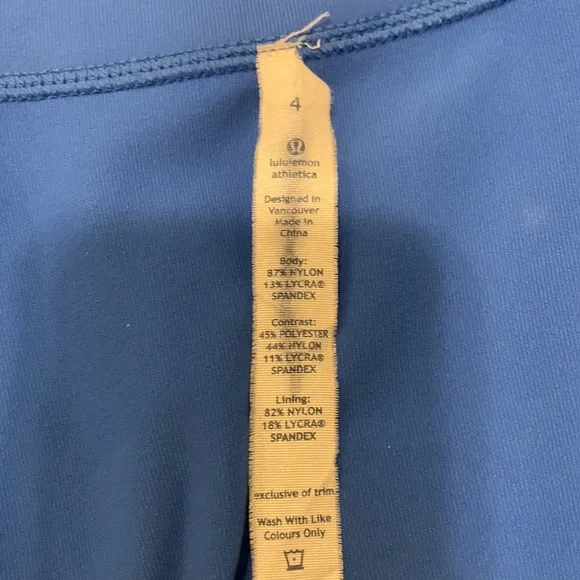 4
lululemon
athletica
Designed in
Vancouver
Made in
China
Body:
87% NYLON
13% LYCRA®
SPANDEX
Contrast:
45% POLYESTER
44% NYLON
11% LYCRA®
SPANDEX
Lining:
82% NYLON
18% LYCRA®
SPANDEX
exclusive of trim
Wash With Like
Colours Only